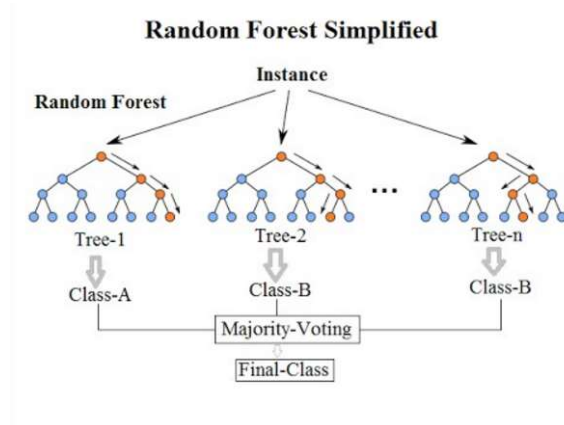 Random Forest Simplified
Instance
Random Forest
...
Tree-1 Tree-2 Tree-n
Class-A Class-B Class-B
Majority-Voting
Final-Class